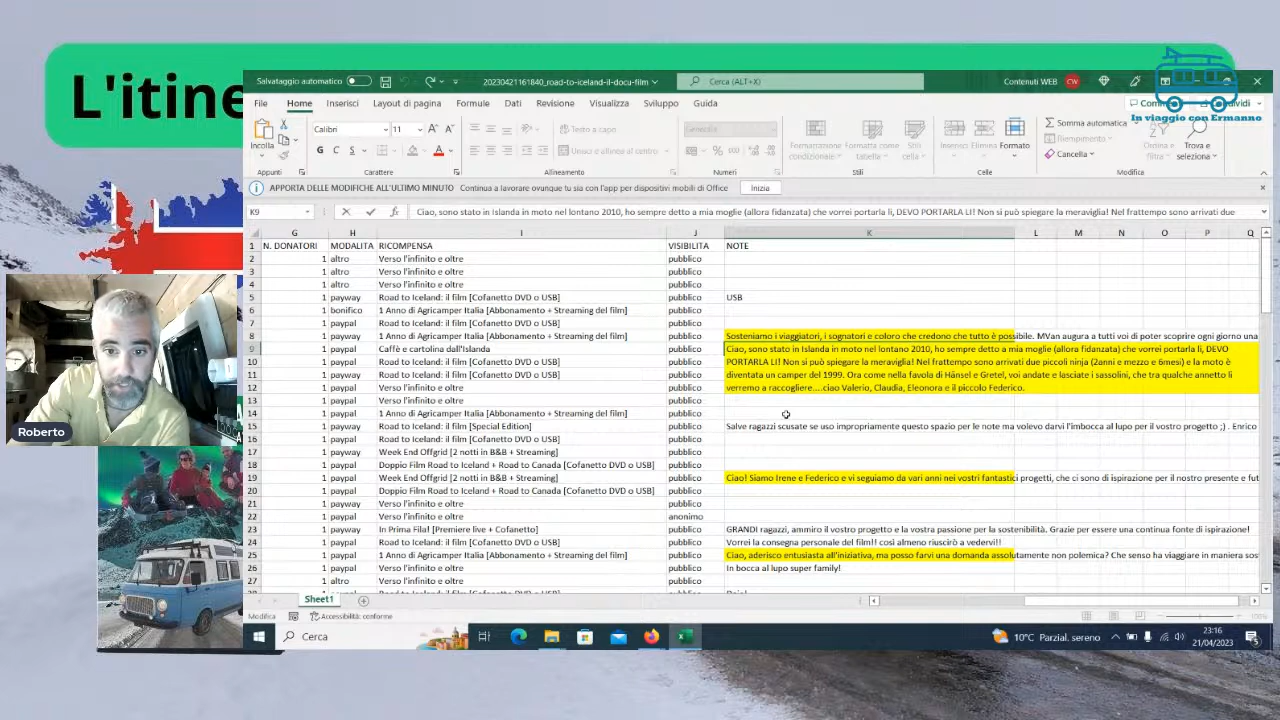 L'itine
In viaggio con Ermanno
Salvataggio automatico
20230421161840_road-to-iceland-il-docu-film
Cerca (ALT+X)
Contenuti WEB
CW
File Home Inserisci Layout di pagina Formule Dati Revisione Visualizza Sviluppo Guida
Incolla
Calibri 11
G C S
Testo a capo
Unisci e allinea al centro
Generale
Formattazione condizionale
Formatta come tabella
Stili cella
Inserisci Elimina Formato
Somma automatica
Riempimento
Cancella
Ordina e filtra
Trova e seleziona
Appunti Carattere Allineamento Numeri Stili Celle Modifica
APPORTA DELLE MODIFICHE ALL'ULTIMO MINUTO Continua a lavorare ovunque tu sia con l'app per dispositivi mobili di Office Inizia
K9 fx Ciao, sono stato in Islanda in moto nel lontano 2010, ho sempre detto a mia moglie (allora fidanzata) che vorrei portarla lì, DEVO PORTARLA LI! Non si può spiegare la meraviglia! Nel frattempo sono arrivati due
G H I J K L M N O P Q
1 N. DONATORI MODALITA RICOMPENSA VISIBILITA NOTE
2 1 altro Verso l'infinito e oltre pubblico
3 1 altro Verso l'infinito e oltre pubblico
4 1 altro Verso l'infinito e oltre pubblico
5 1 payway Road to Iceland: il film [Cofanetto DVD o USB] pubblico USB
6 1 bonifico 1 Anno di Agricamper Italia [Abbonamento + Streaming del film] pubblico
7 1 paypal Road to Iceland: il film [Cofanetto DVD o USB] pubblico
8 1 payway 1 Anno di Agricamper Italia [Abbonamento + Streaming del film] pubblico Sosteniamo i viaggiatori, i sognatori e coloro che credono che tutto è possibile. MVan augura a tutti voi di poter scoprire ogni giorno una
9 1 paypal Caffè e cartolina dall'Islanda pubblico Ciao, sono stato in Islanda in moto nel lontano 2010, ho sempre detto a mia moglie (allora fidanzata) che vorrei portarla lì, DEVO
10 1 paypal Road to Iceland: il film [Cofanetto DVD o USB] pubblico PORTARLA LI! Non si può spiegare la meraviglia! Nel frattempo sono arrivati due piccoli ninja (2anni e mezzo e 6mesi) e la moto è
11 1 payway Road to Iceland: il film [Cofanetto DVD o USB] pubblico diventata un camper del 1999. Ora come nella favola di Hänsel e Gretel, voi andate e lasciate i sassolini, che tra qualche annetto li
12 1 paypal Verso l'infinito e oltre pubblico verremo a raccogliere....ciao Valerio, Claudia, Eleonora e il piccolo Federico.
13 1 paypal Verso l'infinito e oltre pubblico
14 1 paypal 1 Anno di Agricamper Italia [Abbonamento + Streaming del film] pubblico
15 1 payway Road to Iceland: il film [Special Edition] pubblico Salve ragazzi scusate se uso impropriamente questo spazio per le note ma volevo darvi l'imbocca al lupo per il vostro progetto ;) . Enrico
16 1 paypal Road to Iceland: il film [Cofanetto DVD o USB] pubblico
17 1 payway Week End Offgrid [2 notti in B&B + Streaming] pubblico
18 1 paypal Doppio Film Road to Iceland + Road to Canada [Cofanetto DVD o USB] pubblico
19 1 paypal Week End Offgrid [2 notti in B&B + Streaming] pubblico Ciao! Siamo Irene e Federico e vi seguiamo da vari anni nei vostri fantastici progetti, che ci sono di ispirazione per il nostro presente e fut
20 1 paypal Doppio Film Road to Iceland + Road to Canada [Cofanetto DVD o USB] pubblico
21 1 payway Verso l'infinito e oltre pubblico
22 1 paypal Verso l'infinito e oltre anonimo
23 1 payway In Prima Fila! [Premiere live + Cofanetto] pubblico GRANDI ragazzi, ammiro il vostro progetto e la vostra passione per la sostenibilità. Grazie per essere una continua fonte di ispirazione!
24 1 paypal Road to Iceland: il film [Cofanetto DVD o USB] pubblico Vorrei la consegna personale del film!! così almeno riuscirò a vedervi!!
25 1 paypal 1 Anno di Agricamper Italia [Abbonamento + Streaming del film] pubblico Ciao, aderisco entusiasta all'iniziativa, ma posso farvi una domanda assolutamente non polemica? Che senso ha viaggiare in maniera sos
26 1 paypal Verso l'infinito e oltre pubblico In bocca al lupo super family!
27 1 altro Verso l'infinito e oltre pubblico
Roberto
Sheet1
Modifica Accessibilità: conforme
Cerca
10°C Parzial. sereno
23:16
21/04/2023